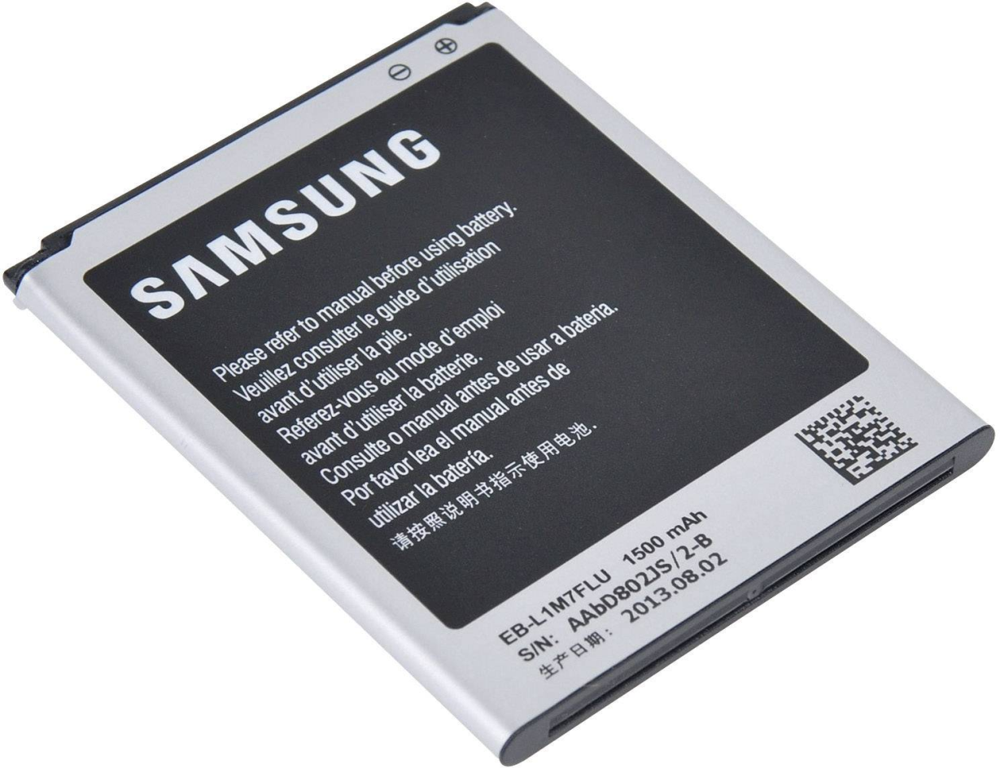 SAMSUNG
Please refer to manual before using battery.
Veuillez consulter le guide d'utilisation
avant d'utiliser la pile.
Referez-vous au mode d'emploi
avant d'utiliser la batterie.
Consulte o manual antes de usar a bateria.
Por favor lea el manual antes de
utilizar la batería.
请按照说明书指示使用电池.
EB-L1M7FLU 1500 mAh
S/N: AAbD802JS/2-B
生产日期: 2013.08.02